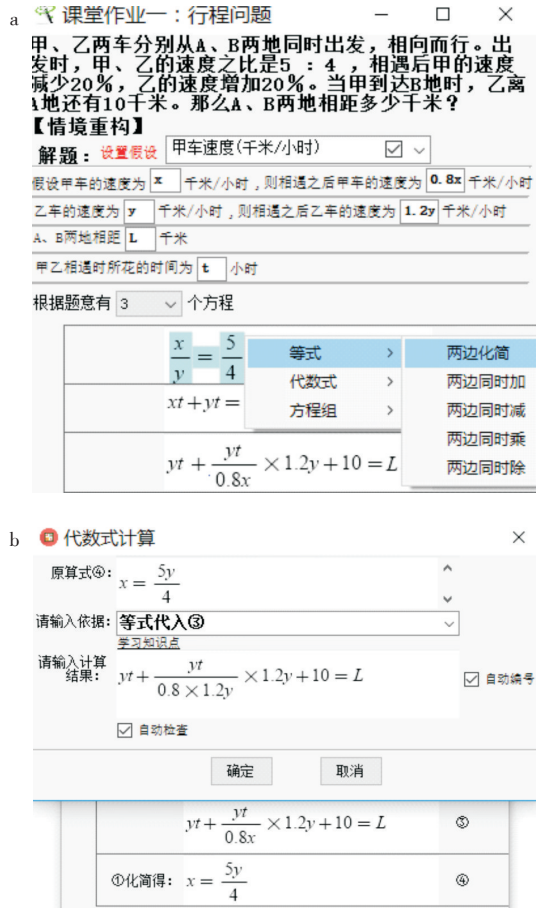 a
课堂作业一：行程问题
甲、乙两车分别从A、B两地同时出发，相向而行。出
发时，甲、乙的速度之比是5 : 4 ，相遇后甲的速度
减少20%，乙的速度增加20%。当甲到达B地时，乙离
A地还有10千米。那么A、B两地相距多少千米？
【情境重构】
解题：设置假设 甲车速度(千米/小时)
假设甲车的速度为 x 千米/小时，则相遇之后甲车的速度为 0.8x 千米/小时
乙车的速度为 y 千米/小时，则相遇之后乙车的速度为 1.2y 千米/小时
A、B两地相距 L 千米
甲乙相遇时所花的时间为 t 小时
根据题意有 3 个方程
x/y = 5/4
等式 > 两边化简
代数式 > 两边同时加
xt+yt =
方程组 > 两边同时减
两边同时乘
yt + yt/0.8x ×1.2y+10=L
两边同时除
b
代数式计算
原算式④: x = 5y/4
请输入依据: 等式代入③
学习知识点
请输入计算
结果: yt+ yt/0.8×1.2y ×1.2y+10=L
自动编号
自动检查
确定 取消
yt+ yt/0.8x ×1.2y+10=L ③
①化简得: x = 5y/4 ④